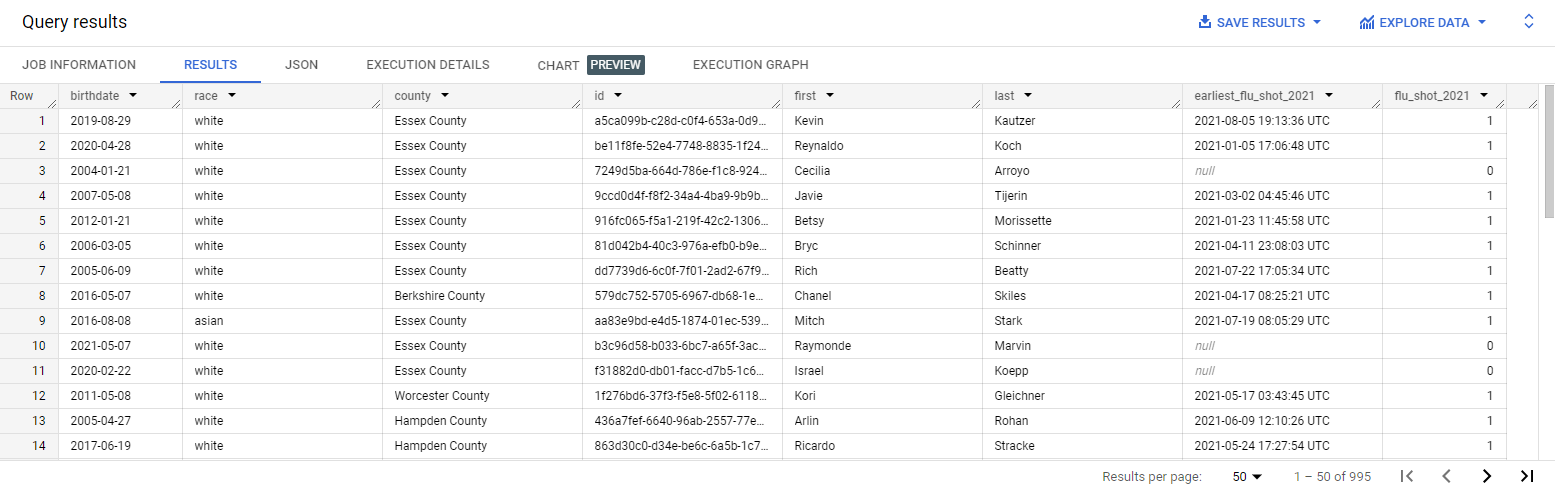 Query results SAVE RESULTS EXPLORE DATA
JOB INFORMATION RESULTS JSON EXECUTION DETAILS CHART PREVIEW EXECUTION GRAPH
Row birthdate race county id first last earliest_flu_shot_2021 flu_shot_2021
1 2019-08-29 white Essex County a5ca099b-c28d-c0f4-653a-0d9... Kevin Kautzer 2021-08-05 19:13:36 UTC 1
2 2020-04-28 white Essex County be11f8fe-52e4-7748-8835-1f24... Reynaldo Koch 2021-01-05 17:06:48 UTC 1
3 2004-01-21 white Essex County 7249d5ba-664d-786e-f1c8-924... Cecilia Arroyo null 0
4 2007-05-08 white Essex County 9ccd0d4f-f8f2-34a4-4ba9-9b9b... Javie Tijerin 2021-03-02 04:45:46 UTC 1
5 2012-01-21 white Essex County 916fc065-f5a1-219f-42c2-1306... Betsy Morissette 2021-01-23 11:45:58 UTC 1
6 2006-03-05 white Essex County 81d042b4-40c3-976a-efb0-b9e... Bryc Schinner 2021-04-11 23:08:03 UTC 1
7 2005-06-09 white Essex County dd7739d6-6c0f-7f01-2ad2-67f9... Rich Beatty 2021-07-22 17:05:34 UTC 1
8 2016-05-07 white Berkshire County 579dc752-5705-6967-db68-1e... Chanel Skiles 2021-04-17 08:25:21 UTC 1
9 2016-08-08 asian Essex County aa83e9bd-e4d5-1874-01ec-539... Mitch Stark 2021-07-19 08:05:29 UTC 1
10 2021-05-07 white Essex County b3c96d58-b033-6bc7-a65f-3ac... Raymonde Marvin null 0
11 2020-02-22 white Essex County f31882d0-db01-facc-d7b5-1c6... Israel Koepp null 0
12 2011-05-08 white Worcester County 1f276bd6-37f3-f5e8-5f02-6118... Kori Gleichner 2021-05-17 03:43:45 UTC 1
13 2005-04-27 white Hampden County 436a7fef-6640-96ab-2557-77e... Arlin Rohan 2021-06-09 12:10:26 UTC 1
14 2017-06-19 white Hampden County 863d30c0-d34e-be6c-6a5b-1c7... Ricardo Stracke 2021-05-24 17:27:54 UTC 1
Results per page: 50 1 – 50 of 995